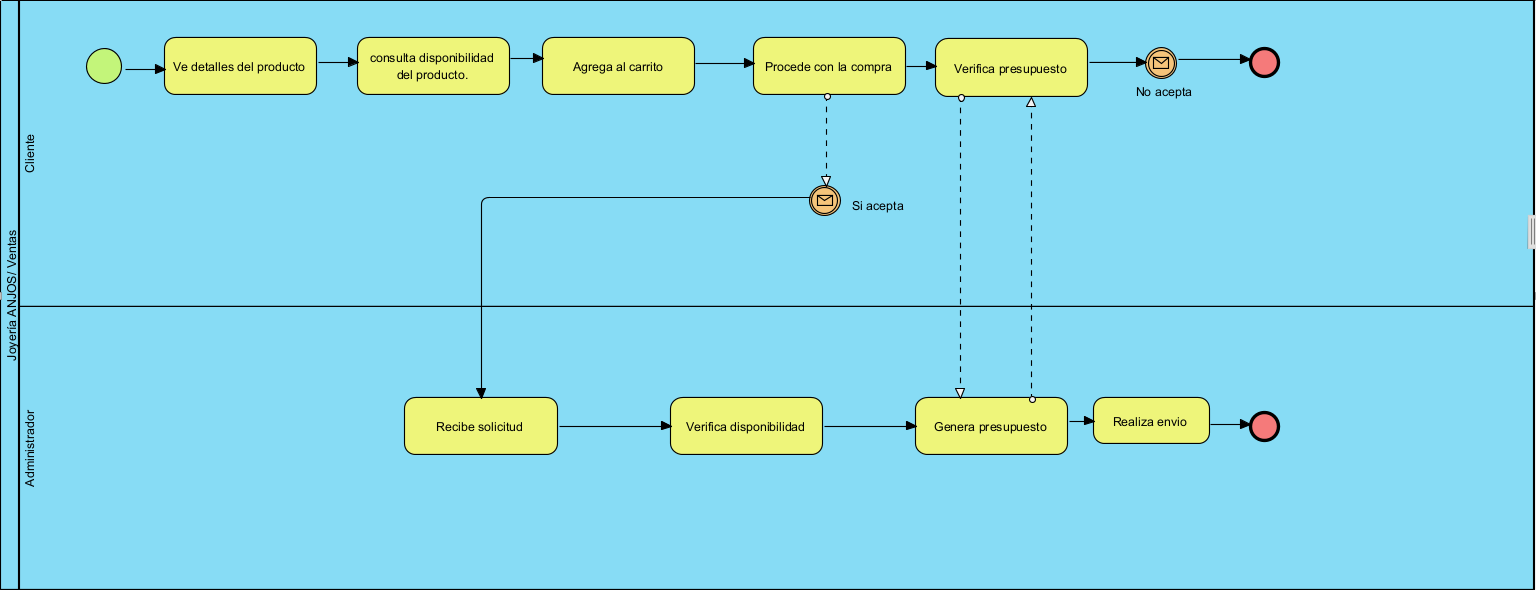 Joyería ANJOS/ Ventas
Cliente
Ve detalles del producto
consulta disponibilidad
del producto.
Agrega al carrito
Procede con la compra
Verifica presupuesto
No acepta
Si acepta
Administrador
Recibe solicitud
Verifica disponibilidad
Genera presupuesto
Realiza envio